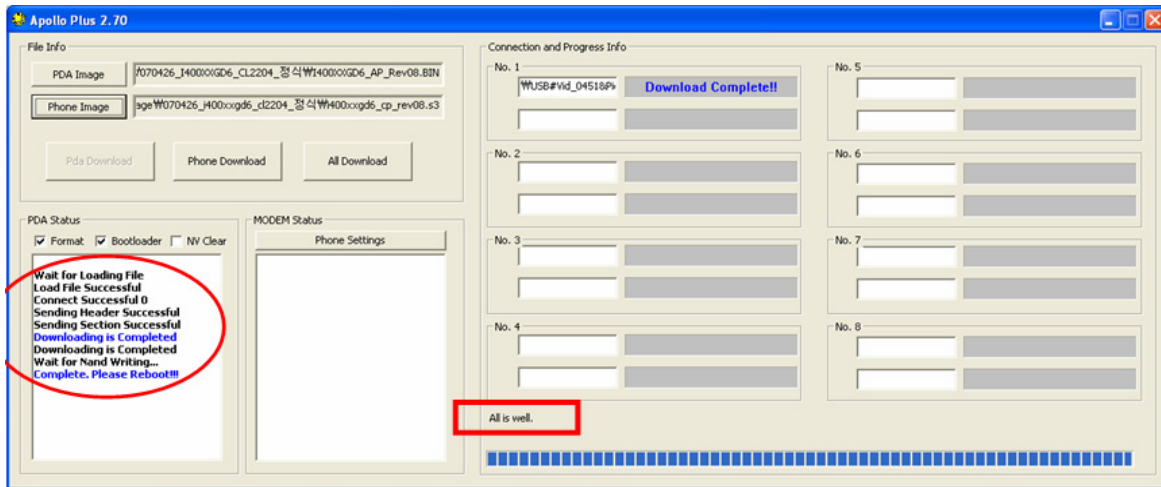 Apollo Plus 2.70
File Info
PDA Image
/070426_I400XXGD6_CL2204_정식₩I400XXGD6_AP_Rev08.BIN
Phone Image
age₩070426_i400xxgd6_cl2204_정식₩i400xxgd6_cp_rev08.s3
Pda Download
Phone Download
All Download
PDA Status
Format
Bootloader
NV Clear
Wait for Loading File
Load File Successful
Connect Successful 0
Sending Header Successful
Sending Section Successful
Downloading is Completed
Downloading is Completed
Wait for Nand Writing...
Complete. Please Reboot!!!
MODEM Status
Phone Settings
Connection and Progress Info
No. 1
Download Complete!!
No. 2
No. 3
No. 4
No. 5
No. 6
No. 7
No. 8
All is well.